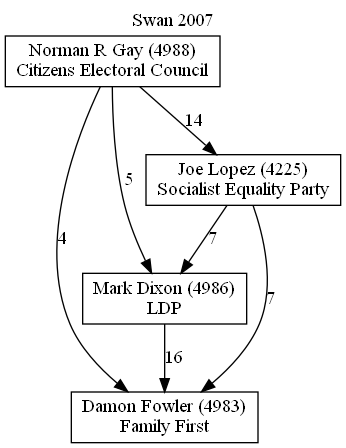 Swan 2007
Norman R Gay (4988)
Citizens Electoral Council
14
Joe Lopez (4225)
Socialist Equality Party
5
4
7
7
Mark Dixon (4986)
LDP
16
Damon Fowler (4983)
Family First